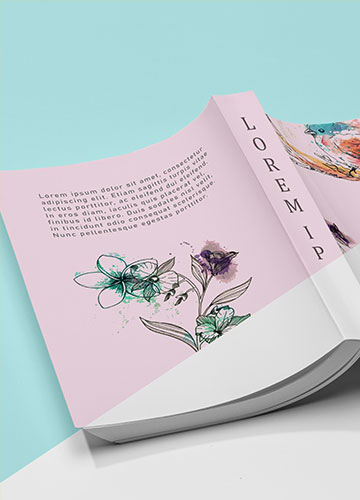 Lorem ipsum dolor sit amet, consectetur
adipiscing elit. Etiam sagittis turpis vitae
lectus porttitor, ac eleifend dui eleifend.
In eros diam, iaculis quis placerat vel,
finibus id libero. Duis sodales nisi velit,
in tincidunt odio consequat scelerisque.
Nunc pellentesque egestas porttitor.
LOREM IP